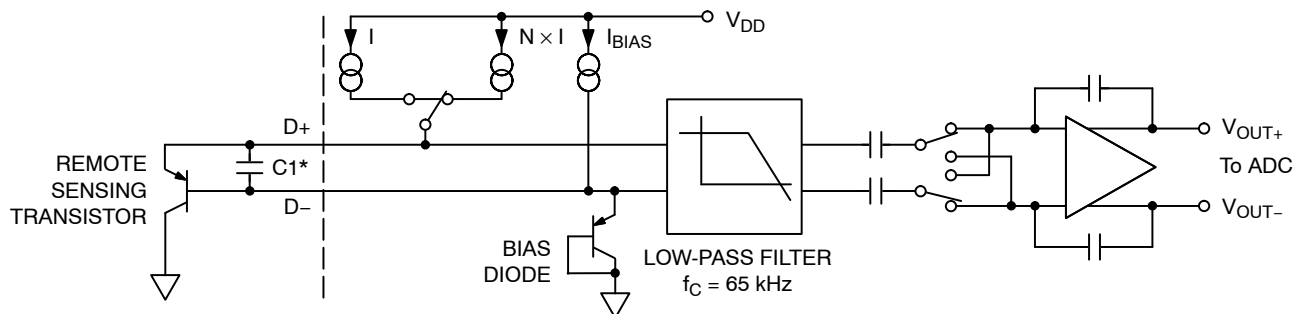 V_DD
I
N × I
I_BIAS
D+
C1*
D−
REMOTE
SENSING
TRANSISTOR
BIAS
DIODE
LOW-PASS FILTER
f_C = 65 kHz
V_OUT+
To ADC
V_OUT−